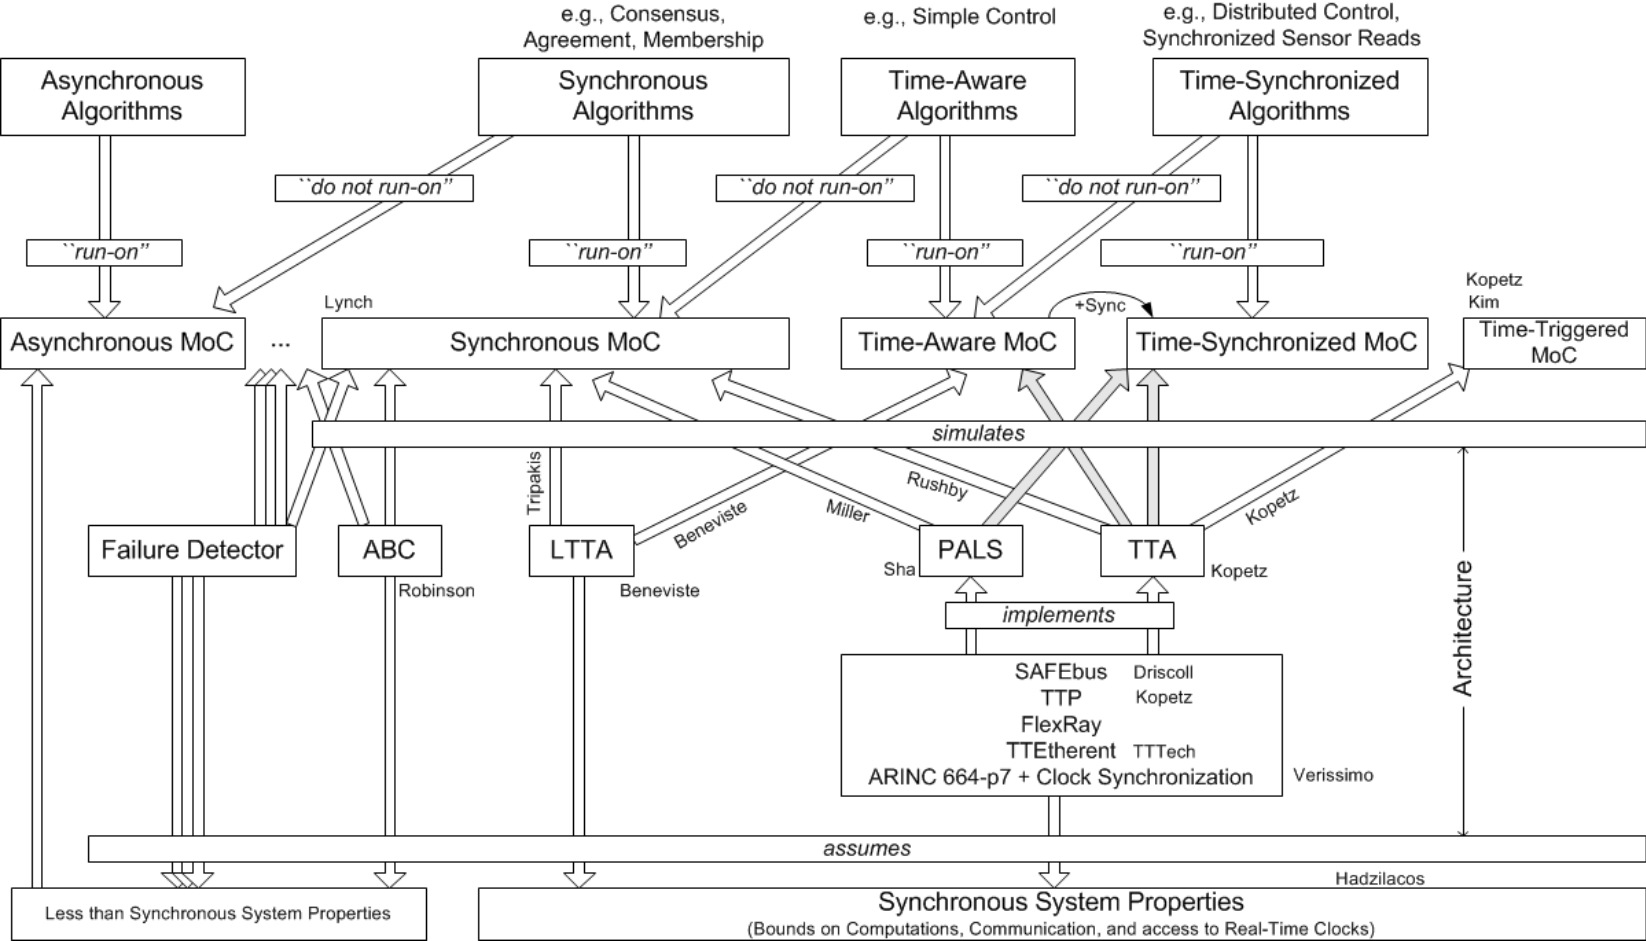 e.g., Consensus,
Agreement, Membership
e.g., Simple Control
e.g., Distributed Control,
Synchronized Sensor Reads
Asynchronous
Algorithms
Synchronous
Algorithms
Time-Aware
Algorithms
Time-Synchronized
Algorithms
``do not run-on’’
``do not run-on’’
``do not run-on’’
``run-on’’
``run-on’’
``run-on’’
``run-on’’
Kopetz
Kim
Lynch
+Sync
Asynchronous MoC
...
Synchronous MoC
Time-Aware MoC
Time-Synchronized MoC
Time-Triggered
MoC
simulates
Tripakis
Beneviste
Miller
Rushby
Kopetz
Failure Detector
ABC
LTTA
PALS
TTA
Robinson
Beneviste
Sha
Kopetz
implements
Architecture
SAFEbus Driscoll
TTP Kopetz
FlexRay
TTEtherent TTTech
ARINC 664-p7 + Clock Synchronization
Verissimo
assumes
Hadzilacos
Less than Synchronous System Properties
Synchronous System Properties
(Bounds on Computations, Communication, and access to Real-Time Clocks)